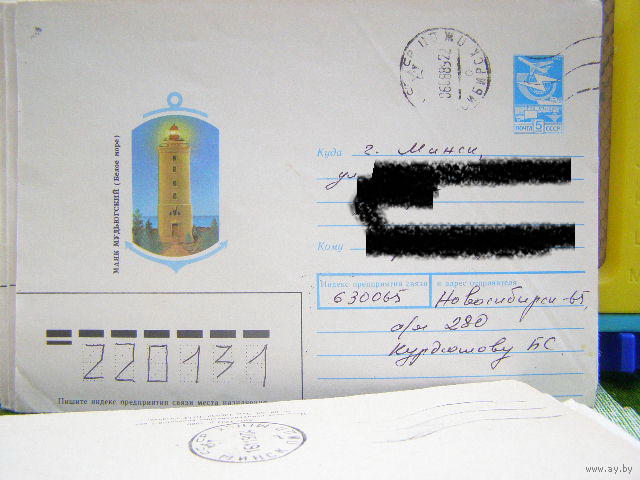 ПОЧТА 5 СССР
МАЯК МУДЬЮГСКИЙ (Белое море)
Куда г. Минск,
ул
Кому
Индекс предприятия связи и адрес отправителя
630065 Новосибирск-65,
а/я 280
Курдюмову БС.
220131
Пишите индекс предприятия связи места назначения
www.ay.by